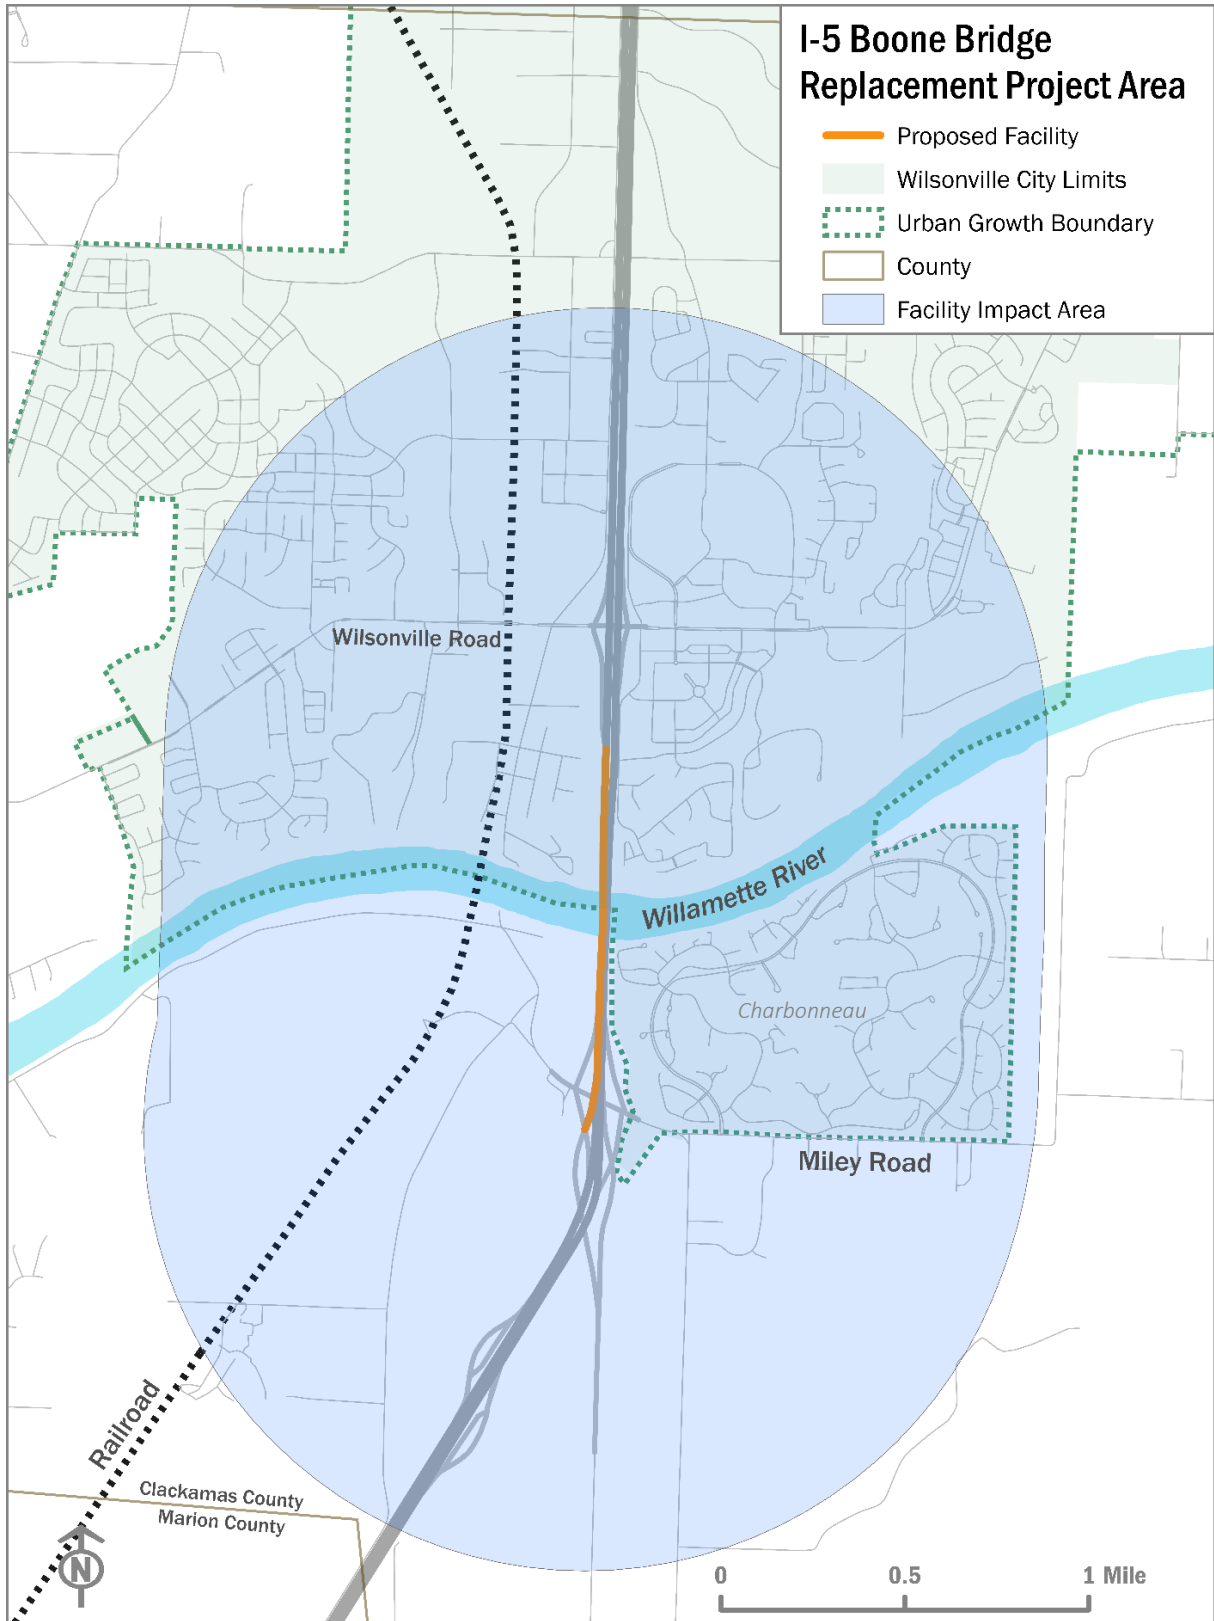 I-5 Boone Bridge
Replacement Project Area
Proposed Facility
Wilsonville City Limits
Urban Growth Boundary
County
Facility Impact Area
Wilsonville Road
Willamette River
Charbonneau
Miley Road
Railroad
Clackamas County
Marion County
N
0 0.5 1 Mile